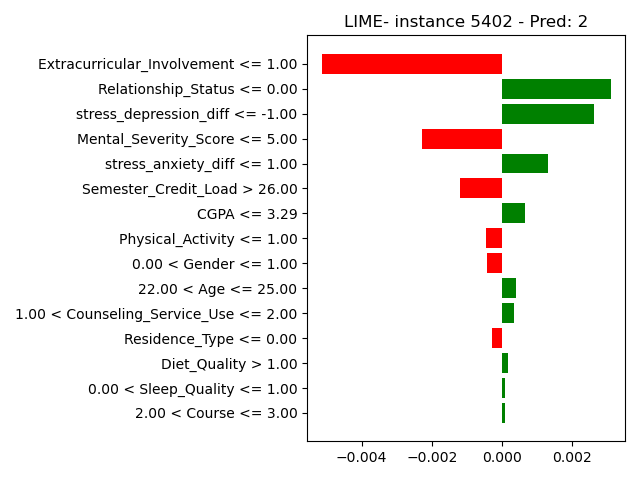 LIME- instance 5402 - Pred: 2
Extracurricular_Involvement <= 1.00
Relationship_Status <= 0.00
stress_depression_diff <= -1.00
Mental_Severity_Score <= 5.00
stress_anxiety_diff <= 1.00
Semester_Credit_Load > 26.00
CGPA <= 3.29
Physical_Activity <= 1.00
0.00 < Gender <= 1.00
22.00 < Age <= 25.00
1.00 < Counseling_Service_Use <= 2.00
Residence_Type <= 0.00
Diet_Quality > 1.00
0.00 < Sleep_Quality <= 1.00
2.00 < Course <= 3.00
−0.004 −0.002 0.000 0.002